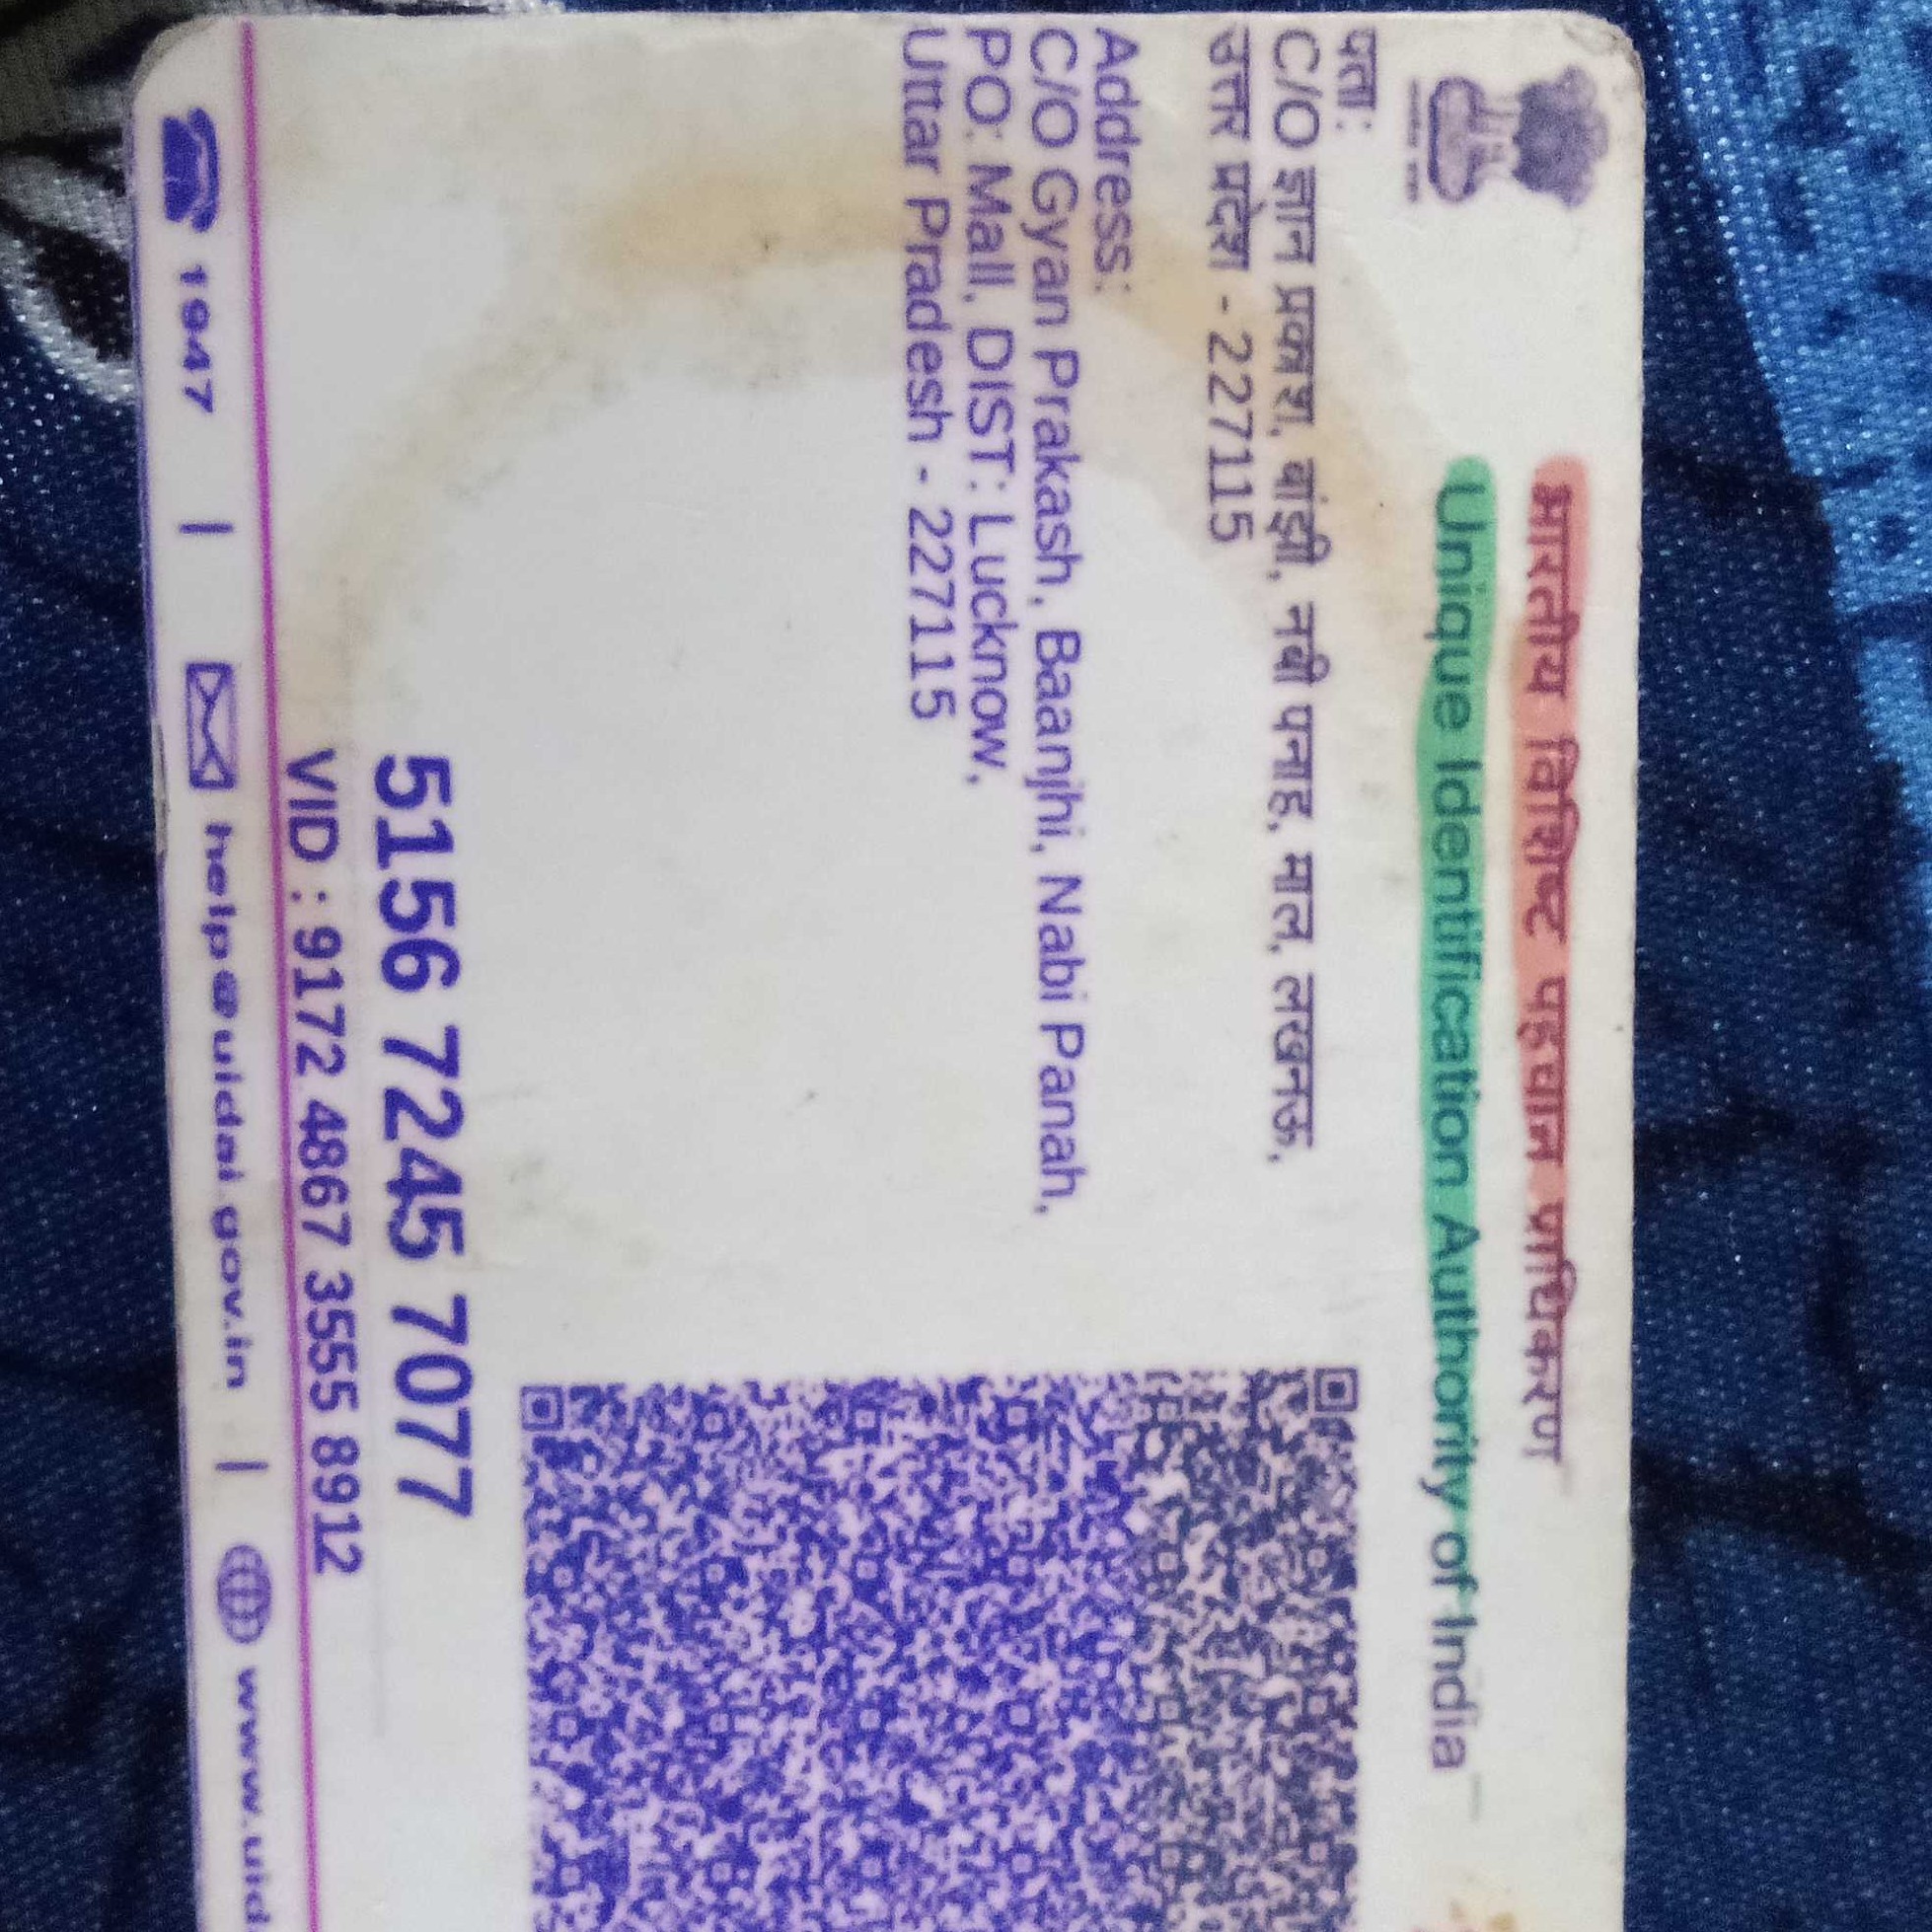 भारतीय विशिष्ट पहचान प्राधिकरण
Unique Identification Authority of India
पता:
C/O ज्ञान प्रकाश, बांझी, नबी पनाह, माल, लखनऊ,
उत्तर प्रदेश - 227115
Address:
C/O Gyan Prakash, Baanjhi, Nabi Panah,
PO: Mall, DIST: Lucknow,
Uttar Pradesh - 227115
5156 7245 7077
VID : 9172 4867 3555 8912
1947 | help@uidai.gov.in | www.uid